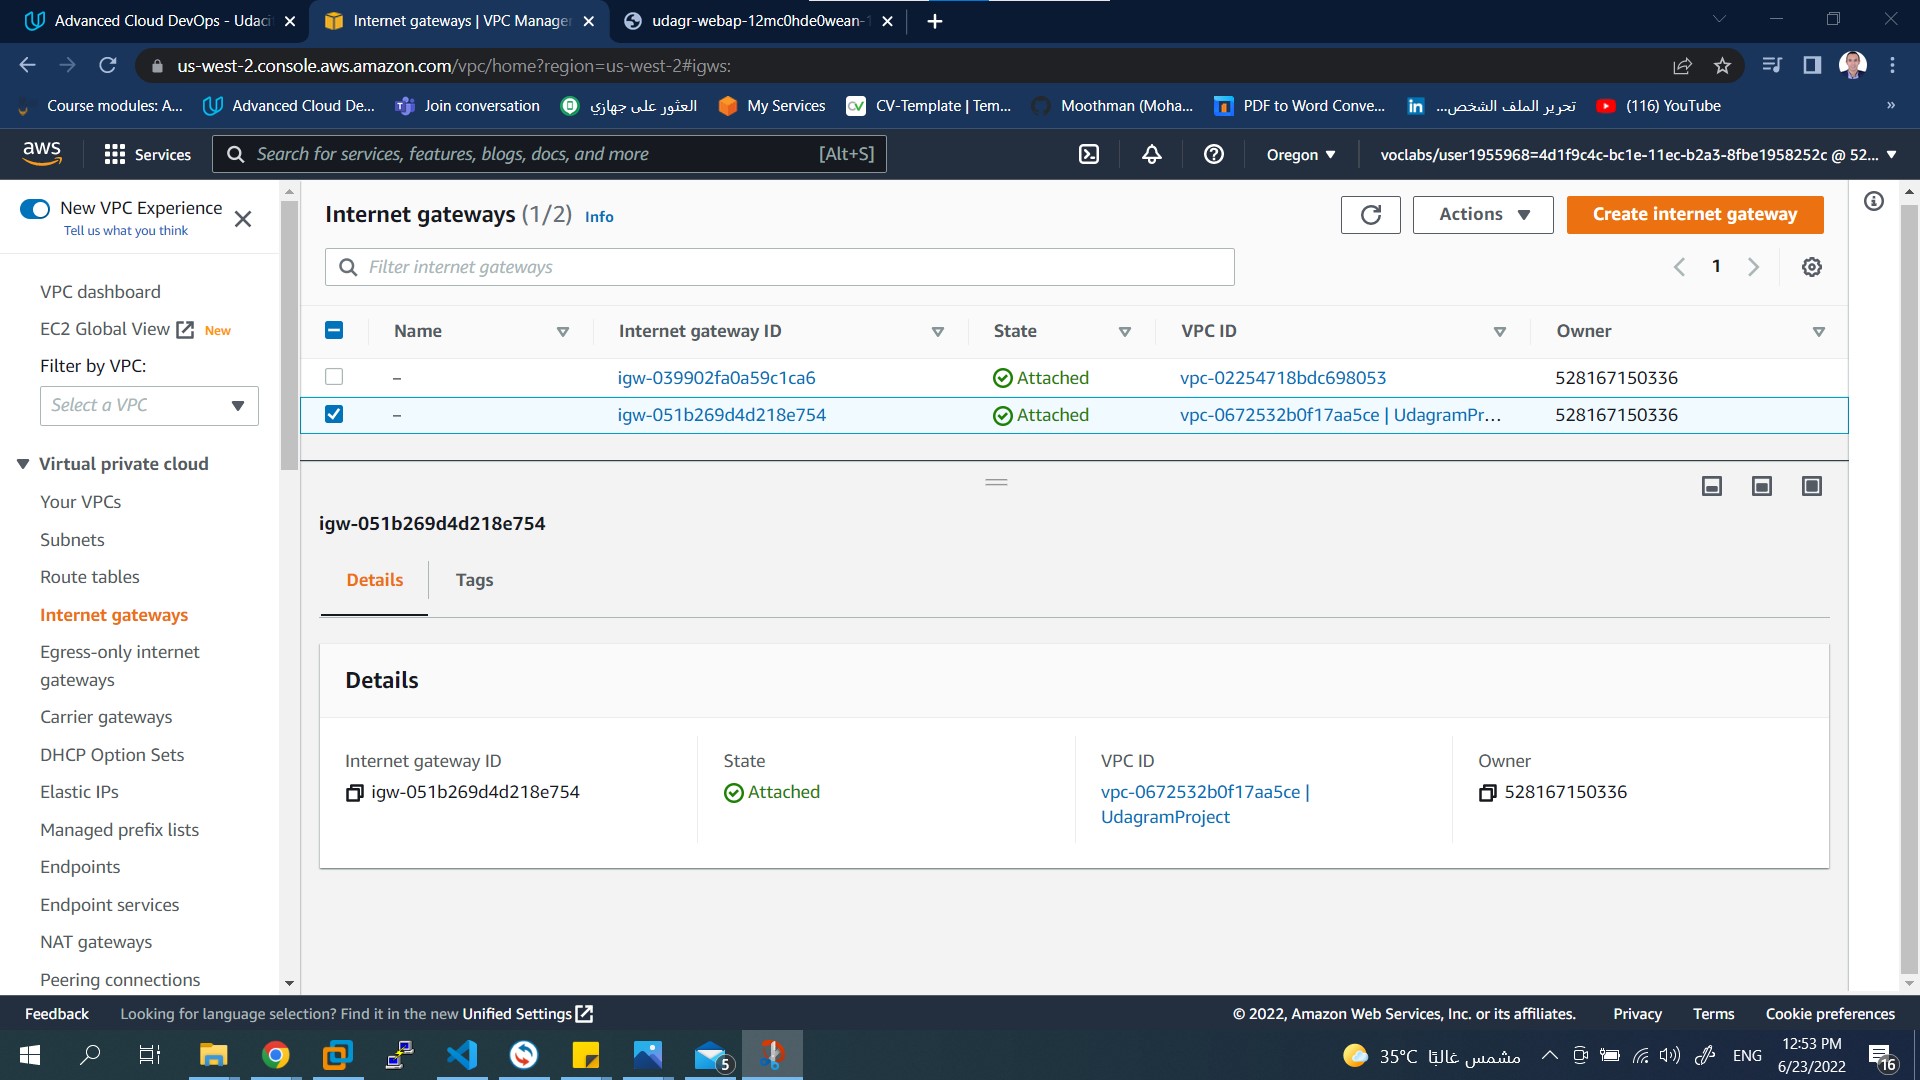 Advanced Cloud DevOps - Udaci
Internet gateways | VPC Manager
udagr-webap-12mc0hde0wean-1
us-west-2.console.aws.amazon.com/vpc/home?region=us-west-2#igws:
Course modules: A...
Advanced Cloud De...
Join conversation
العثور على جهازي
My Services
CV-Template | Tem...
Moothman (Moha...
PDF to Word Conve...
تحرير الملف الشخص...
(116) YouTube
»
aws
Services
Search for services, features, blogs, docs, and more
[Alt+S]
Oregon
voclabs/user1955968=4d1f9c4c-bc1e-11ec-b2a3-8fbe1958252c @ 52...
New VPC Experience
Tell us what you think
VPC dashboard
EC2 Global View New
Filter by VPC:
Select a VPC
Virtual private cloud
Your VPCs
Subnets
Route tables
Internet gateways
Egress-only internet
gateways
Carrier gateways
DHCP Option Sets
Elastic IPs
Managed prefix lists
Endpoints
Endpoint services
NAT gateways
Peering connections
Internet gateways (1/2) Info
Actions
Create internet gateway
Filter internet gateways
1
Name Internet gateway ID State VPC ID Owner
– igw-039902fa0a59c1ca6 Attached vpc-02254718bdc698053 528167150336
– igw-051b269d4d218e754 Attached vpc-0672532b0f17aa5ce | UdagramPr... 528167150336
igw-051b269d4d218e754
Details
Tags
Details
Internet gateway ID
igw-051b269d4d218e754
State
Attached
VPC ID
vpc-0672532b0f17aa5ce |
UdagramProject
Owner
528167150336
Feedback
Looking for language selection? Find it in the new Unified Settings
© 2022, Amazon Web Services, Inc. or its affiliates.
Privacy
Terms
Cookie preferences
5
35°C مشمس غالبًا
ENG
12:53 PM
6/23/2022
16